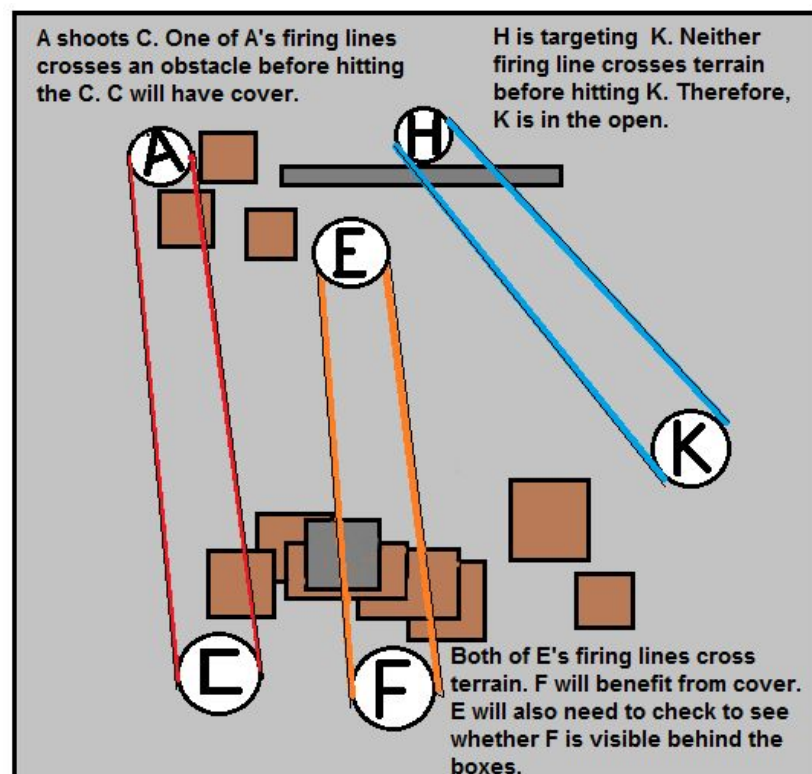 A shoots C. One of A's firing lines
crosses an obstacle before hitting
the C. C will have cover.
H is targeting  K. Neither
firing line crosses terrain
before hitting K. Therefore,
K is in the open.
A
H
E
K
C
F
Both of E's firing lines cross
terrain. F will benefit from cover.
E will also need to check to see
whether F is visible behind the
boxes.